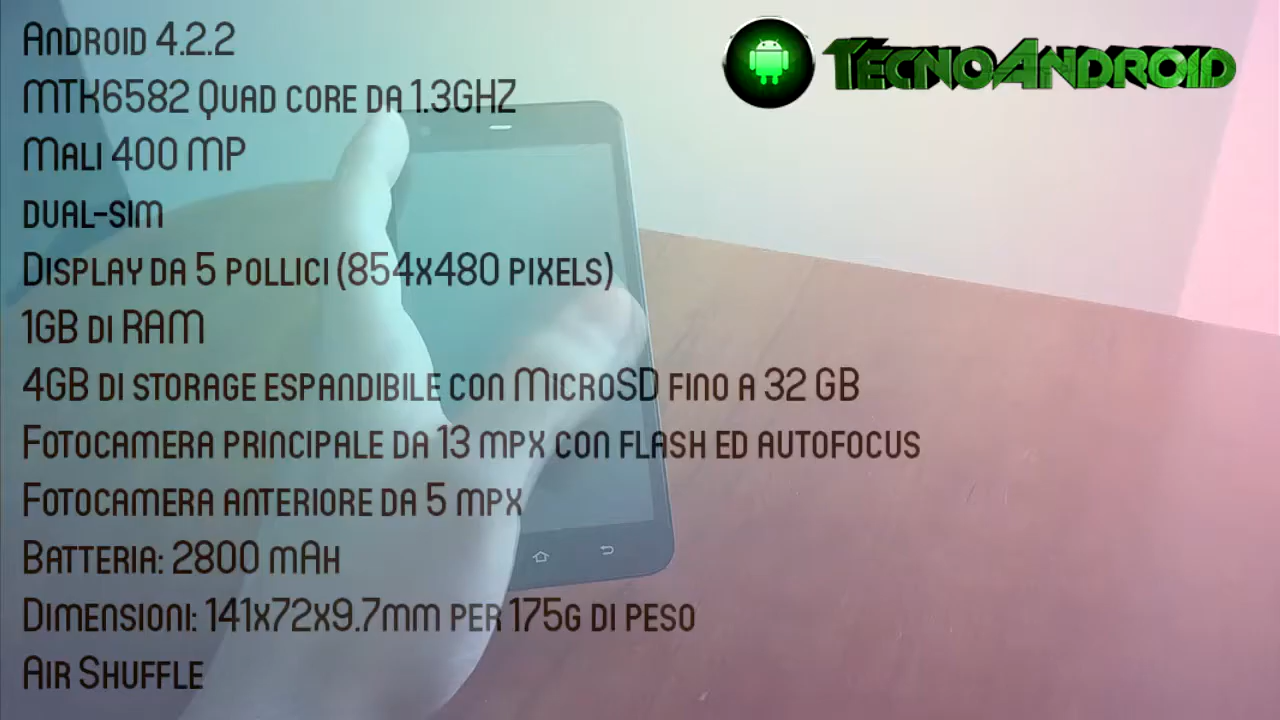 Android 4.2.2
TecnoAndroid
MTK6582 Quad core da 1.3GHz
Mali 400 MP
dual-sim
Display da 5 pollici (854x480 pixels)
1GB di RAM
4GB di storage espandibile con MicroSD fino a 32 GB
Fotocamera principale da 13 mpx con flash ed autofocus
Fotocamera anteriore da 5 mpx
Batteria: 2800 mAh
Dimensioni: 141x72x9.7mm per 175g di peso
Air Shuffle